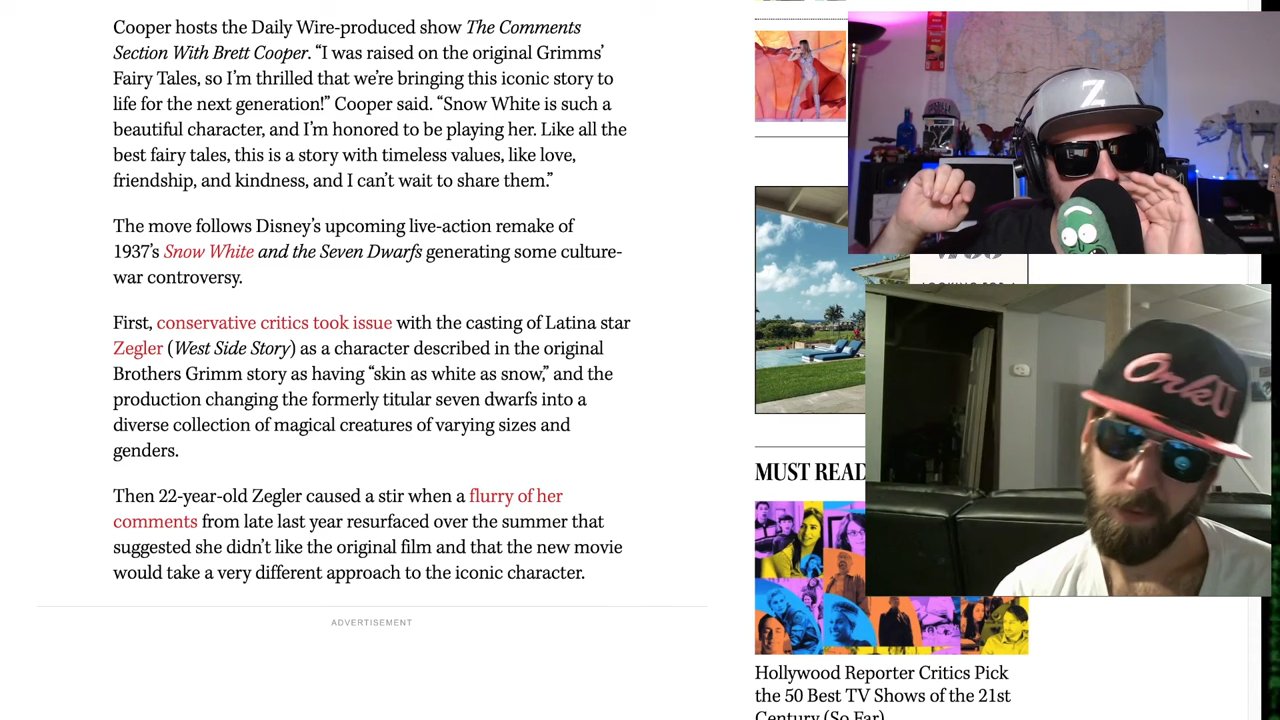 Cooper hosts the Daily Wire-produced show The Comments
Section With Brett Cooper. “I was raised on the original Grimms’
Fairy Tales, so I’m thrilled that we’re bringing this iconic story to
life for the next generation!” Cooper said. “Snow White is such a
beautiful character, and I’m honored to be playing her. Like all the
best fairy tales, this is a story with timeless values, like love,
friendship, and kindness, and I can’t wait to share them.”
The move follows Disney’s upcoming live-action remake of
1937’s Snow White and the Seven Dwarfs generating some culture-
war controversy.
First, conservative critics took issue with the casting of Latina star
Zegler (West Side Story) as a character described in the original
Brothers Grimm story as having “skin as white as snow,” and the
production changing the formerly titular seven dwarfs into a
diverse collection of magical creatures of varying sizes and
genders.
Then 22-year-old Zegler caused a stir when a flurry of her
comments from late last year resurfaced over the summer that
suggested she didn’t like the original film and that the new movie
would take a very different approach to the iconic character.
ADVERTISEMENT
MUST READ
Hollywood Reporter Critics Pick
the 50 Best TV Shows of the 21st
Century (So Far)
Z